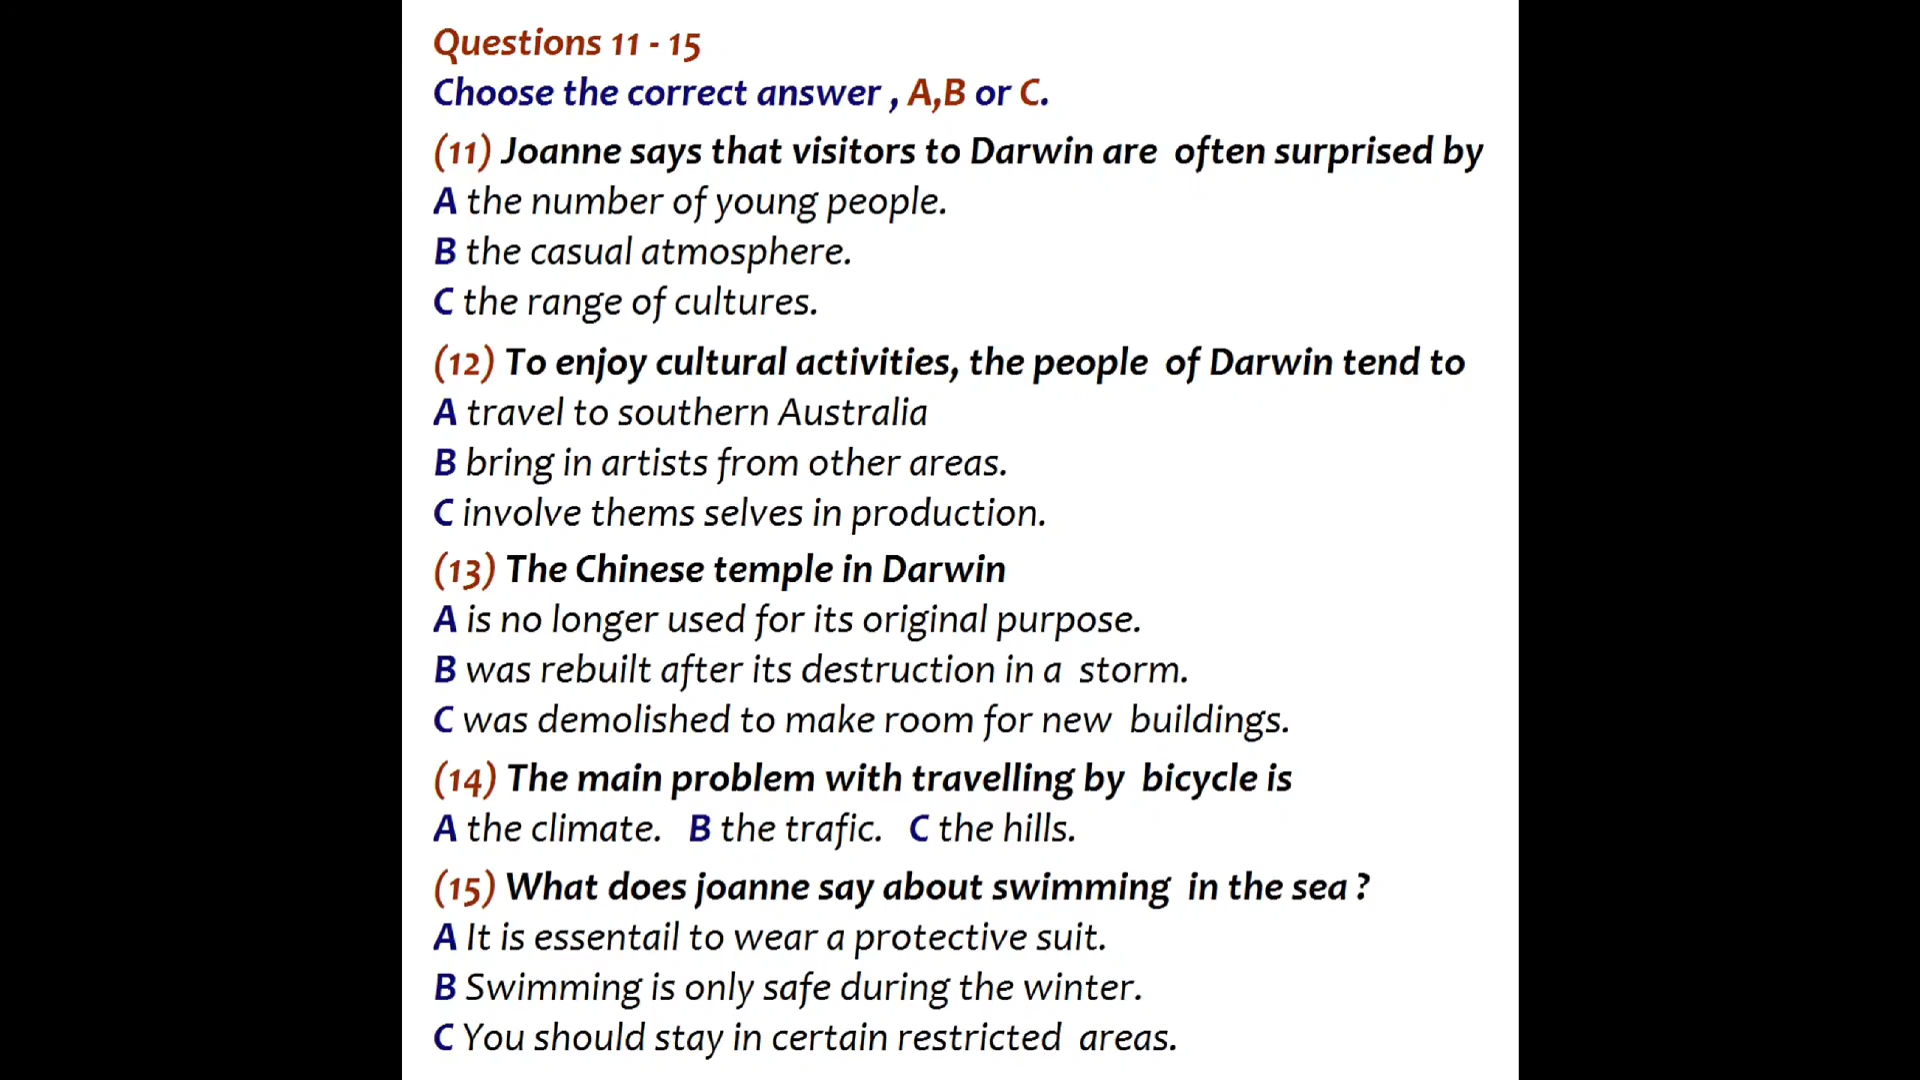 Questions 11 - 15
Choose the correct answer , A,B or C.
(11) Joanne says that visitors to Darwin are often surprised by
A the number of young people.
B the casual atmosphere.
C the range of cultures.
(12) To enjoy cultural activities, the people of Darwin tend to
A travel to southern Australia
B bring in artists from other areas.
C involve thems selves in production.
(13) The Chinese temple in Darwin
A is no longer used for its original purpose.
B was rebuilt after its destruction in a storm.
C was demolished to make room for new buildings.
(14) The main problem with travelling by bicycle is
A the climate. B the trafic. C the hills.
(15) What does joanne say about swimming in the sea ?
A It is essentail to wear a protective suit.
B Swimming is only safe during the winter.
C You should stay in certain restricted areas.